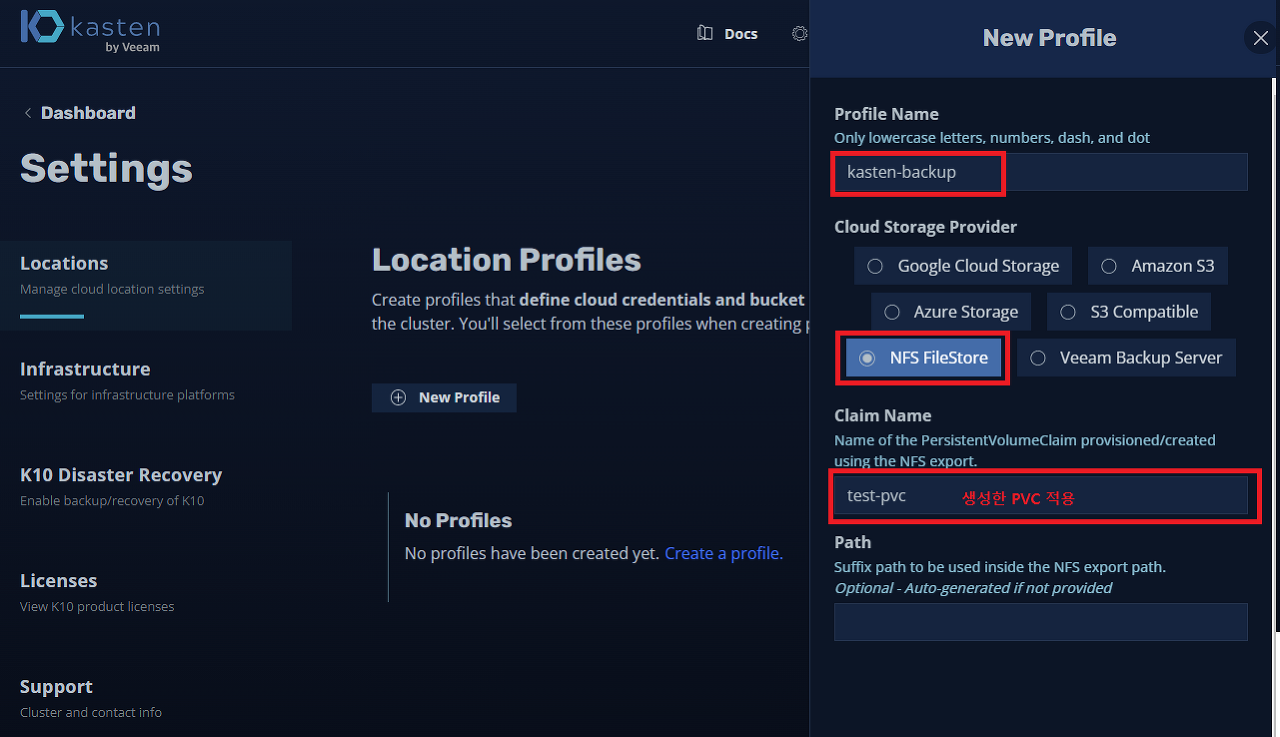 kasten
by Veeam
Docs
Dashboard
Settings
Locations
Manage cloud location settings
Infrastructure
Settings for infrastructure platforms
K10 Disaster Recovery
Enable backup/recovery of K10
Licenses
View K10 product licenses
Support
Cluster and contact info
Location Profiles
Create profiles that define cloud credentials and bucket
the cluster. You'll select from these profiles when creating
New Profile
No Profiles
No profiles have been created yet. Create a profile.
New Profile
Profile Name
Only lowercase letters, numbers, dash, and dot
kasten-backup
Cloud Storage Provider
Google Cloud Storage
Amazon S3
Azure Storage
S3 Compatible
NFS FileStore
Veeam Backup Server
Claim Name
Name of the PersistentVolumeClaim provisioned/created
using the NFS export.
test-pvc
생성한 PVC 적용
Path
Suffix path to be used inside the NFS export path.
Optional - Auto-generated if not provided